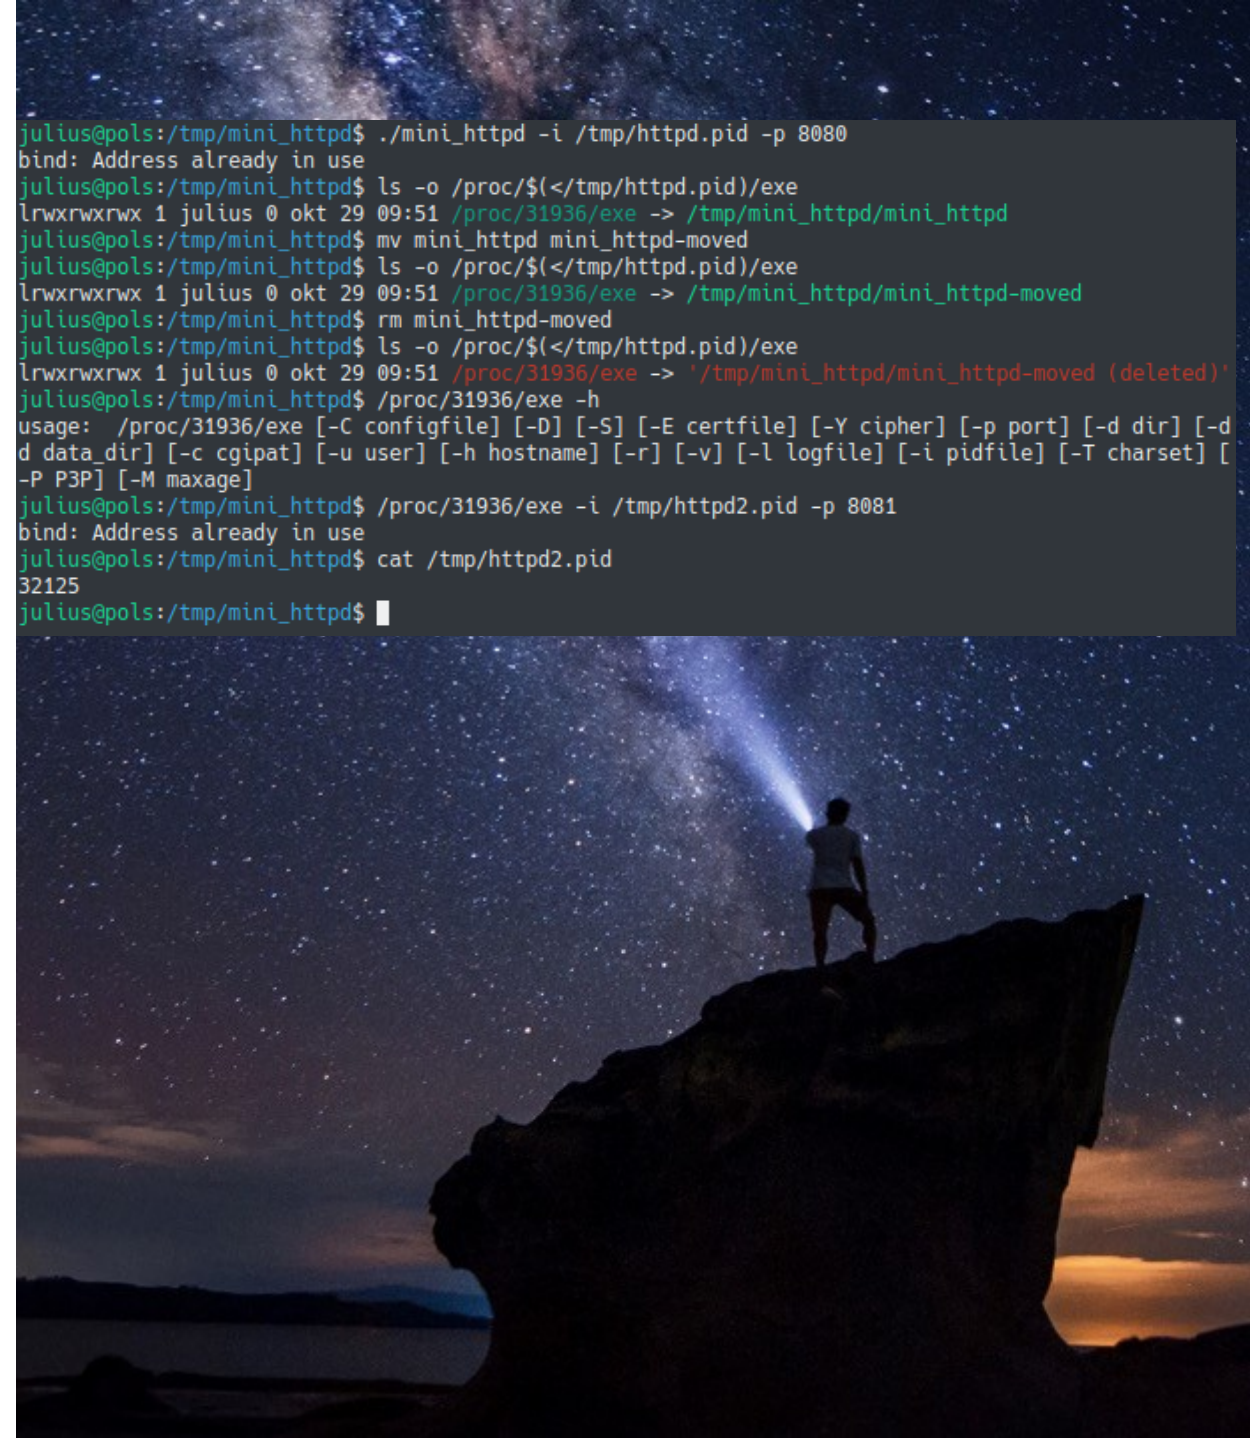 julius@pols:/tmp/mini_httpd$ ./mini_httpd -i /tmp/httpd.pid -p 8080
bind: Address already in use
julius@pols:/tmp/mini_httpd$ ls -o /proc/$(</tmp/httpd.pid)/exe
lrwxrwxrwx 1 julius 0 okt 29 09:51 /proc/31936/exe -> /tmp/mini_httpd/mini_httpd
julius@pols:/tmp/mini_httpd$ mv mini_httpd mini_httpd-moved
julius@pols:/tmp/mini_httpd$ ls -o /proc/$(</tmp/httpd.pid)/exe
lrwxrwxrwx 1 julius 0 okt 29 09:51 /proc/31936/exe -> /tmp/mini_httpd/mini_httpd-moved
julius@pols:/tmp/mini_httpd$ rm mini_httpd-moved
julius@pols:/tmp/mini_httpd$ ls -o /proc/$(</tmp/httpd.pid)/exe
lrwxrwxrwx 1 julius 0 okt 29 09:51 /proc/31936/exe -> '/tmp/mini_httpd/mini_httpd-moved (deleted)'
julius@pols:/tmp/mini_httpd$ /proc/31936/exe -h
usage:  /proc/31936/exe [-C configfile] [-D] [-S] [-E certfile] [-Y cipher] [-p port] [-d dir] [-d
d data_dir] [-c cgipat] [-u user] [-h hostname] [-r] [-v] [-l logfile] [-i pidfile] [-T charset] [
-P P3P] [-M maxage]
julius@pols:/tmp/mini_httpd$ /proc/31936/exe -i /tmp/httpd2.pid -p 8081
bind: Address already in use
julius@pols:/tmp/mini_httpd$ cat /tmp/httpd2.pid
32125
julius@pols:/tmp/mini_httpd$